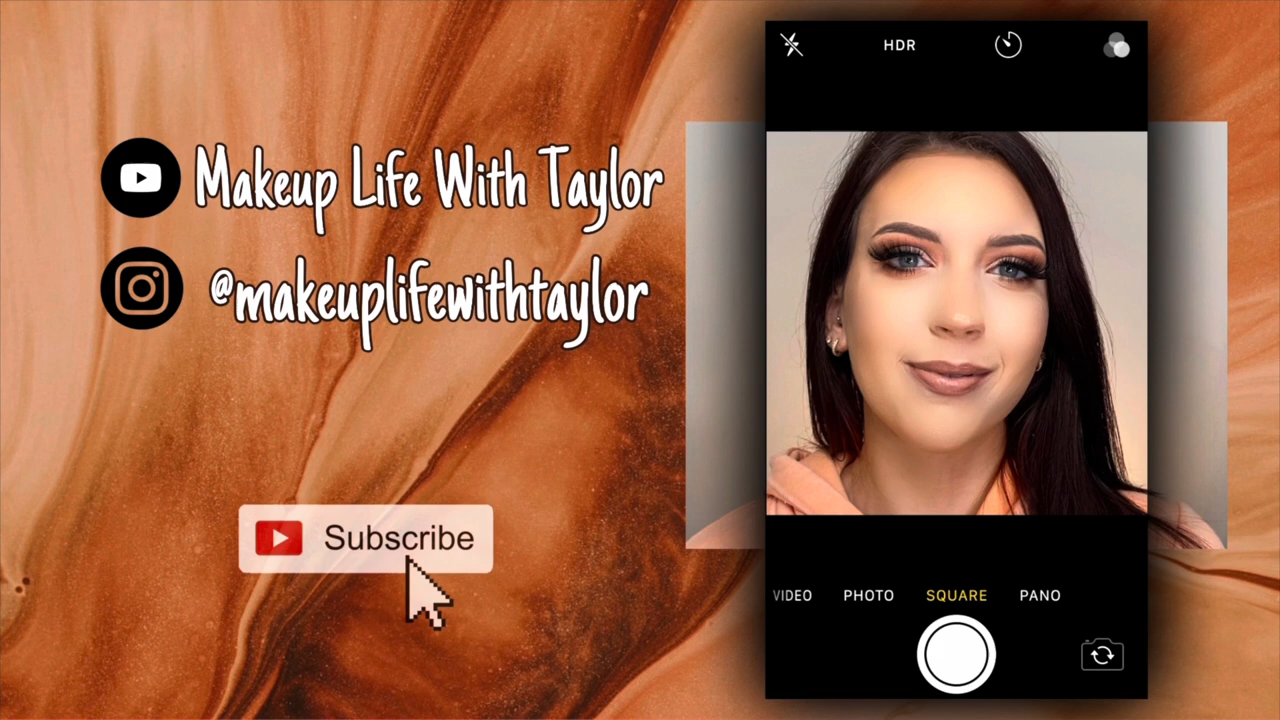 Makeup Life With Taylor
@makeuplifewithtaylor
Subscribe
HDR
VIDEO PHOTO SQUARE PANO